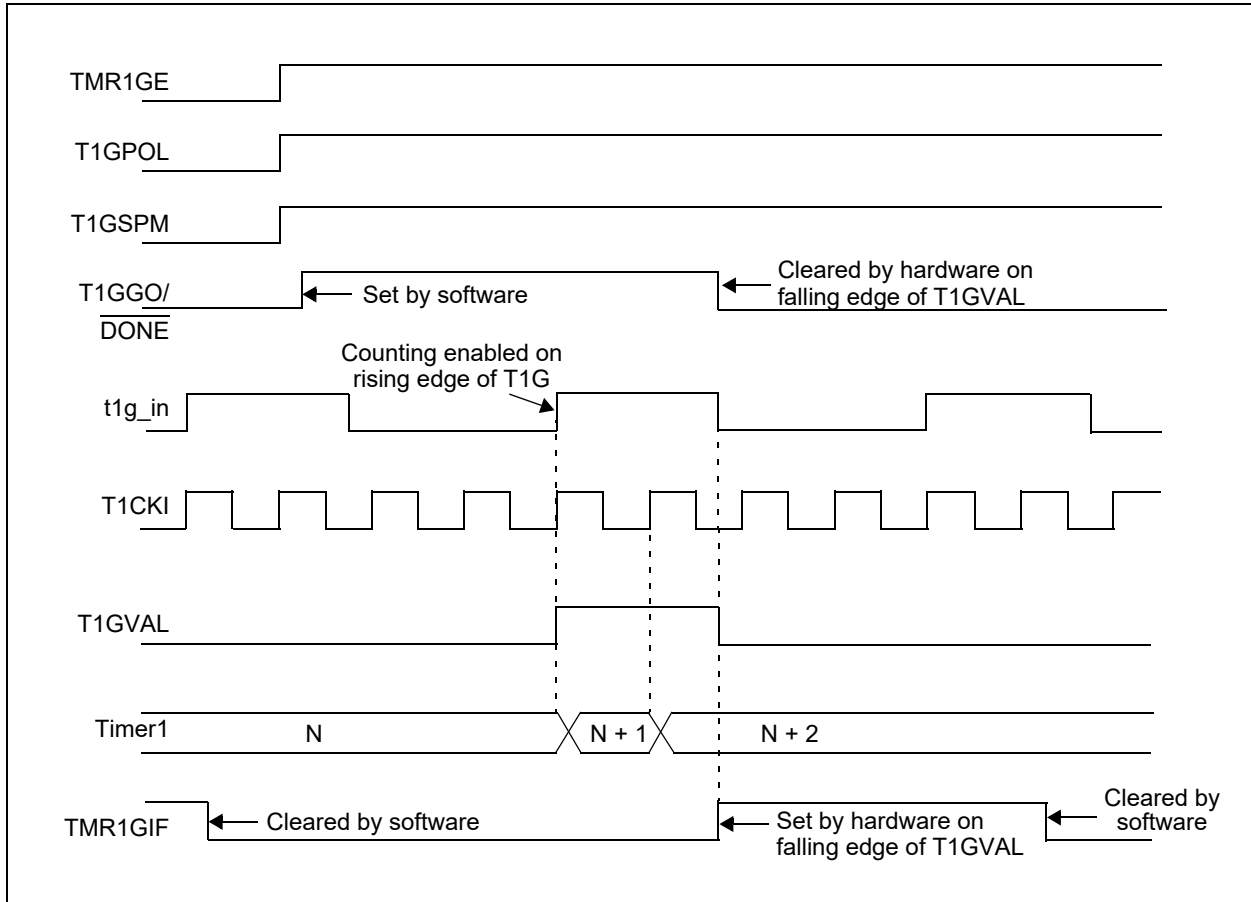 TMR1GE
T1GPOL
T1GSPM
T1GGO/
DONE
Set by software
Cleared by hardware on
falling edge of T1GVAL
Counting enabled on
rising edge of T1G
t1g_in
T1CKI
T1GVAL
Timer1
N
N + 1
N + 2
TMR1GIF
Cleared by software
Set by hardware on
falling edge of T1GVAL
Cleared by
software